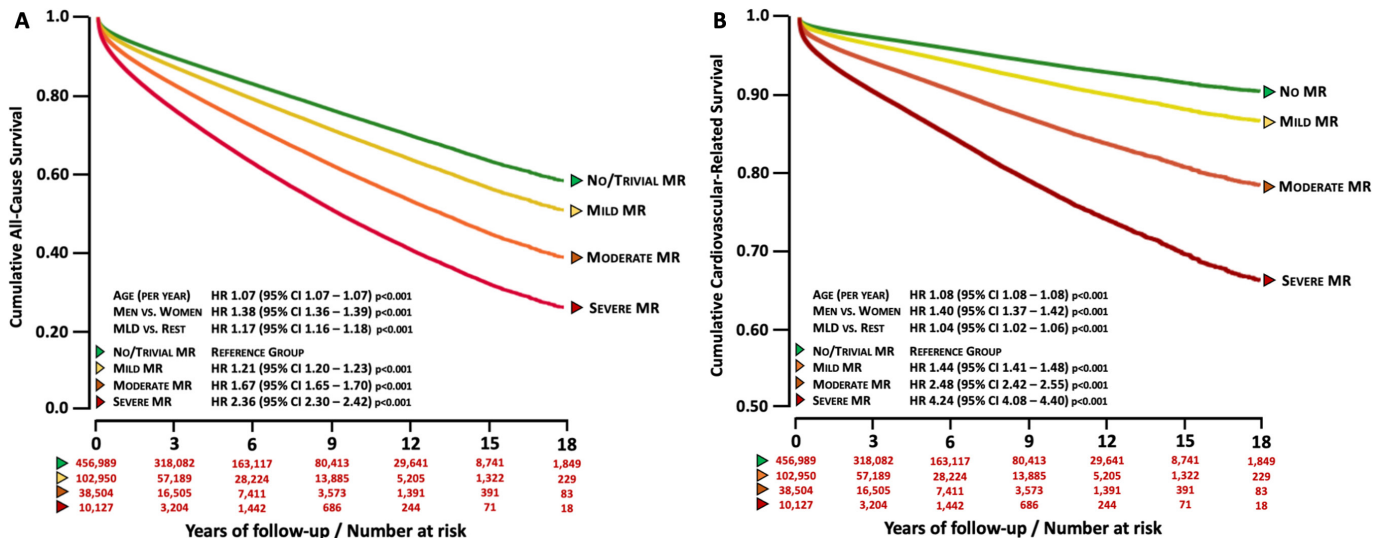 A
Cumulative All-Cause Survival
1.0
0.80
0.60
0.40
0.20
0.0
No/Trivial MR
Mild MR
Moderate MR
Severe MR
Age (per year) HR 1.07 (95% CI 1.07 – 1.07) p<0.001
Men vs. Women HR 1.38 (95% CI 1.36 – 1.39) p<0.001
MLD vs. Rest HR 1.17 (95% CI 1.16 – 1.18) p<0.001
No/Trivial MR Reference Group
Mild MR HR 1.21 (95% CI 1.20 – 1.23) p<0.001
Moderate MR HR 1.67 (95% CI 1.65 – 1.70) p<0.001
Severe MR HR 2.36 (95% CI 2.30 – 2.42) p<0.001
0 3 6 9 12 15 18
456,989 318,082 163,117 80,413 29,641 8,741 1,849
102,950 57,189 28,224 13,885 5,205 1,322 229
38,504 16,505 7,411 3,573 1,391 391 83
10,127 3,204 1,442 686 244 71 18
Years of follow-up / Number at risk
B
Cumulative Cardiovascular-Related Survival
1.0
0.90
0.80
0.70
0.60
0.50
No MR
Mild MR
Moderate MR
Severe MR
Age (per year) HR 1.08 (95% CI 1.08 – 1.08) p<0.001
Men vs. Women HR 1.40 (95% CI 1.37 – 1.42) p<0.001
MLD vs. Rest HR 1.04 (95% CI 1.02 – 1.06) p<0.001
No/Trivial MR Reference Group
Mild MR HR 1.44 (95% CI 1.41 – 1.48) p<0.001
Moderate MR HR 2.48 (95% CI 2.42 – 2.55) p<0.001
Severe MR HR 4.24 (95% CI 4.08 – 4.40) p<0.001
0 3 6 9 12 15 18
456,989 318,082 163,117 80,413 29,641 8,741 1,849
102,950 57,189 28,224 13,885 5,205 1,322 229
38,504 16,505 7,411 3,573 1,391 391 83
10,127 3,204 1,442 686 244 71 18
Years of follow-up / Number at risk